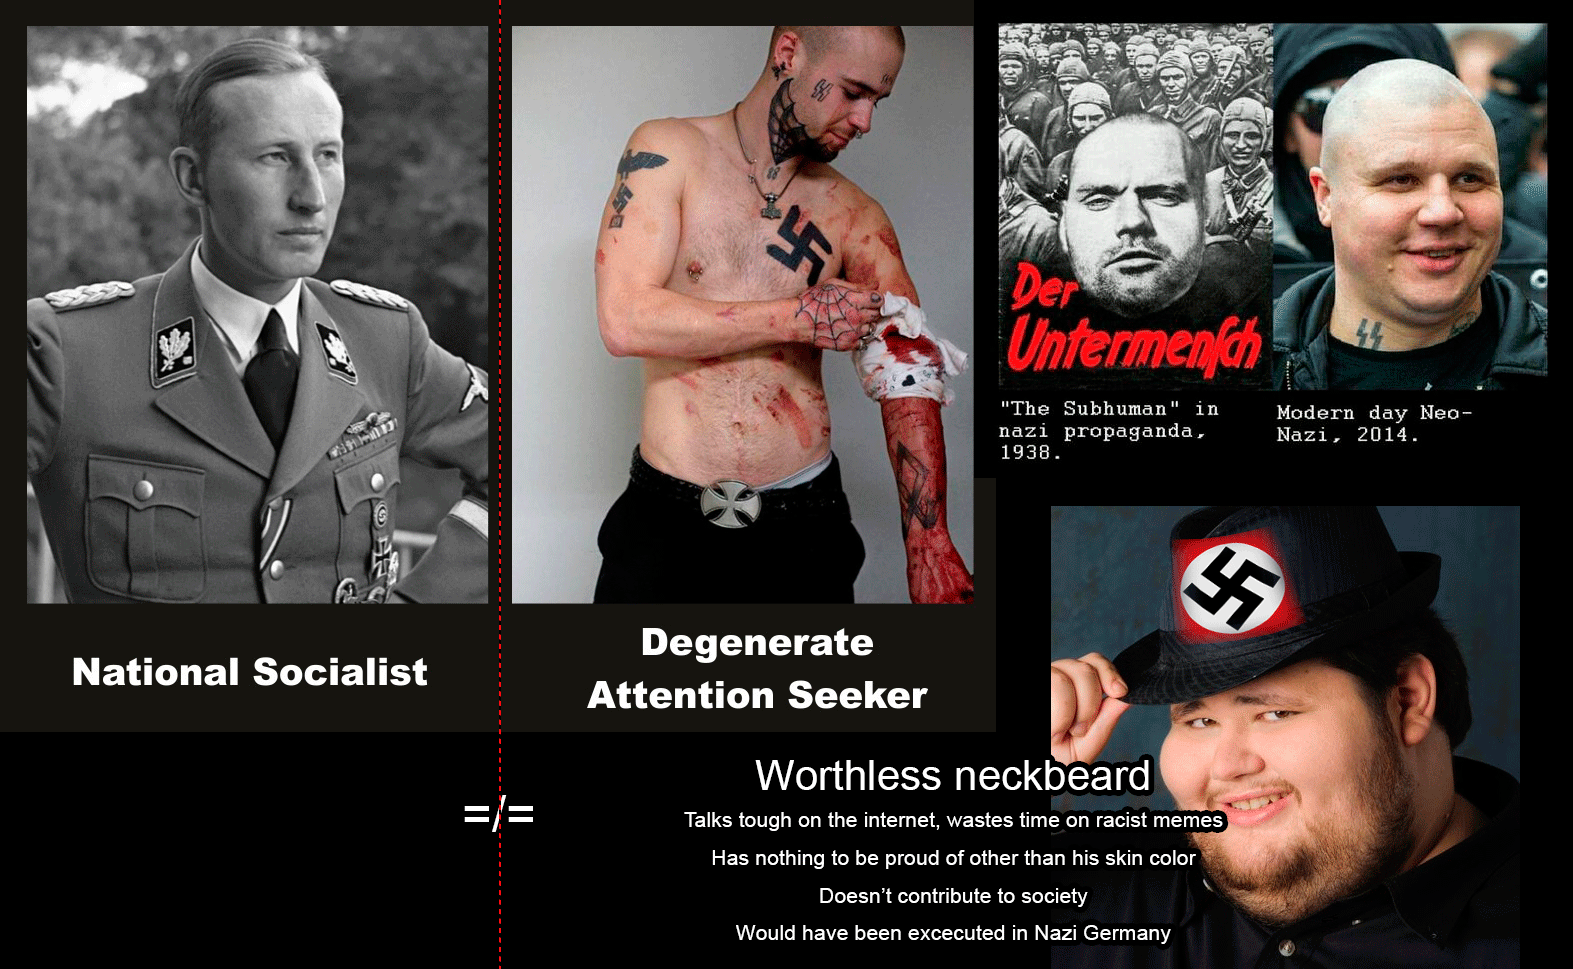 National Socialist
Degenerate
Attention Seeker
Der
Untermenſch
"The Subhuman" in
nazi propaganda,
1938.
Modern day Neo-
Nazi, 2014.
=/=
Worthless neckbeard
Talks tough on the internet, wastes time on racist memes
Has nothing to be proud of other than his skin color
Doesn’t contribute to society
Would have been excecuted in Nazi Germany